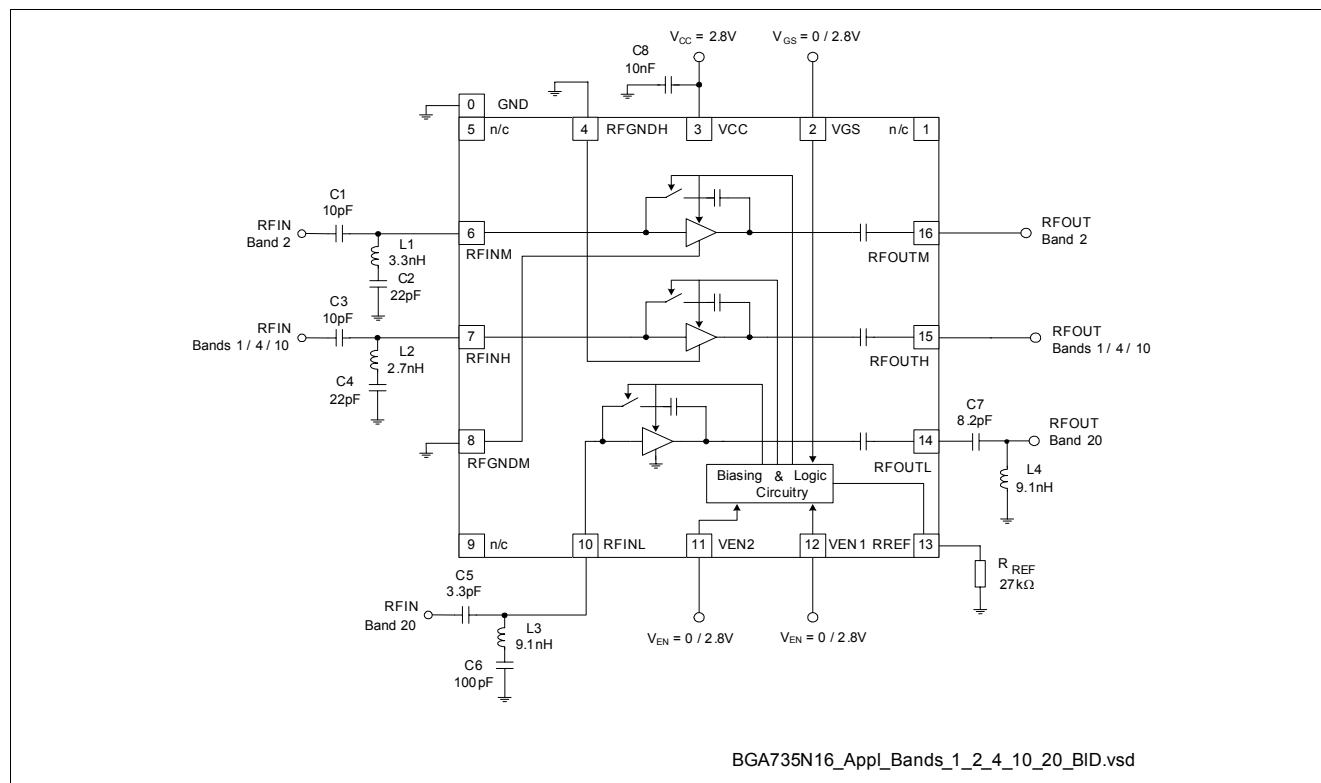 V_CC = 2.8V
V_GS = 0 / 2.8V
C8
10nF
0
GND
5
n/c
4
RFGNDH
3
VCC
2
VGS
n/c
1
C1
10pF
RFIN
Band 2
6
RFINM
L1
3.3nH
C2
22pF
16
RFOUTM
RFOUT
Band 2
C3
10pF
RFIN
Bands 1 / 4 / 10
7
RFINH
L2
2.7nH
C4
22pF
15
RFOUTH
RFOUT
Bands 1 / 4 / 10
8
RFGNDM
14
RFOUTL
C7
8.2pF
RFOUT
Band 20
L4
9.1nH
Biasing & Logic
Circuitry
9
n/c
10
RFINL
11
VEN2
12
VEN1
RREF
13
R_REF
27kΩ
C5
3.3pF
RFIN
Band 20
L3
9.1nH
C6
100pF
V_EN = 0 / 2.8V
V_EN = 0 / 2.8V
BGA735N16_Appl_Bands_1_2_4_10_20_BID.vsd